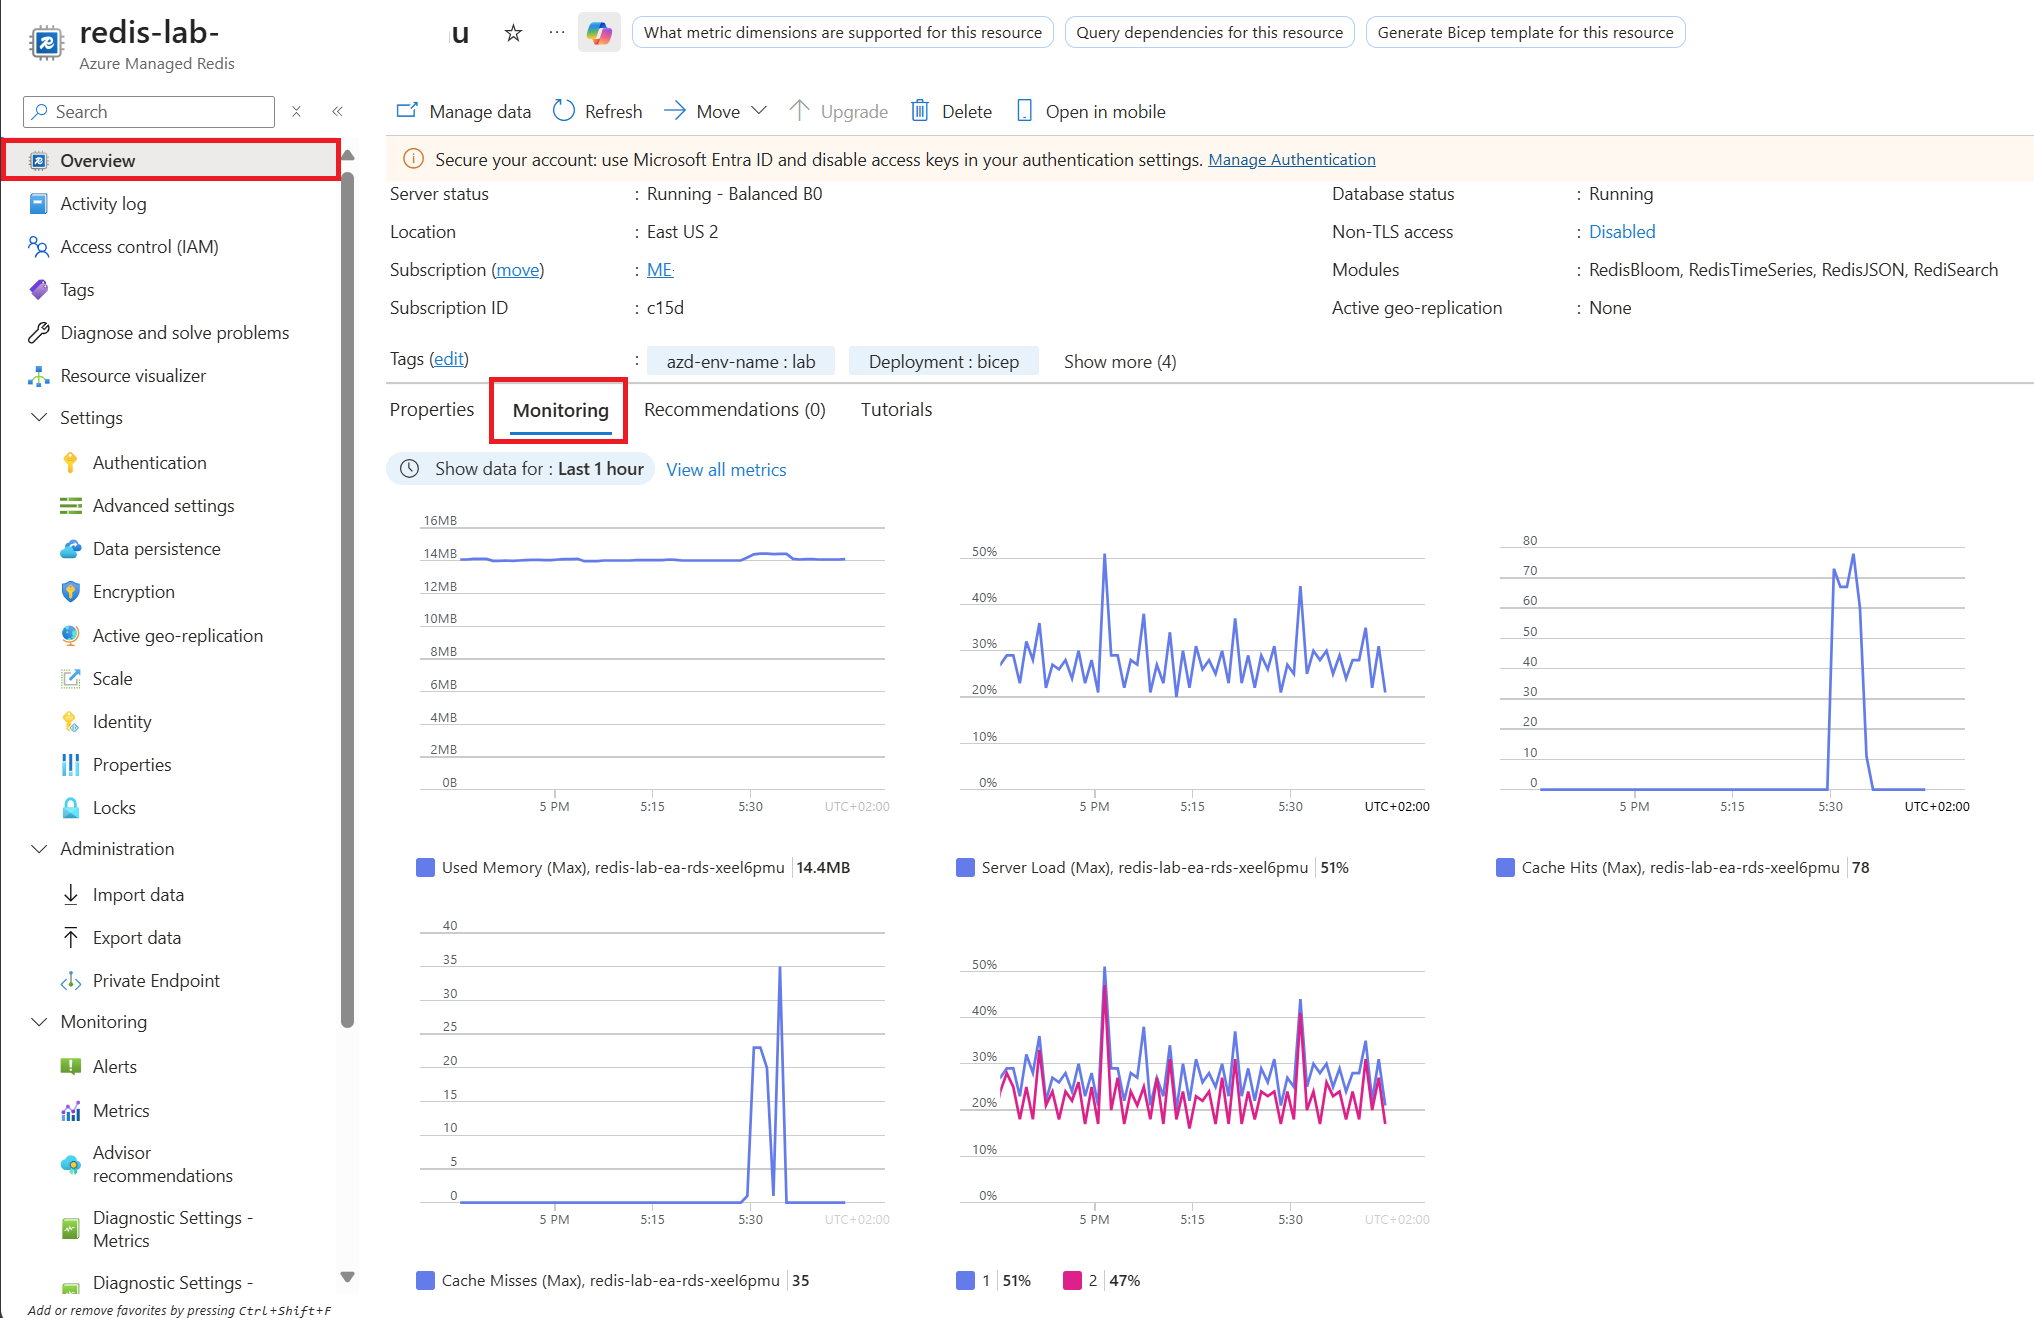 redis-lab-
u
What metric dimensions are supported for this resource
Query dependencies for this resource
Generate Bicep template for this resource
Azure Managed Redis
Search
Manage data
Refresh
Move
Upgrade
Delete
Open in mobile
Overview
Activity log
Access control (IAM)
Tags
Diagnose and solve problems
Resource visualizer
Settings
Authentication
Advanced settings
Data persistence
Encryption
Active geo-replication
Scale
Identity
Properties
Locks
Administration
Import data
Export data
Private Endpoint
Monitoring
Alerts
Metrics
Advisor
recommendations
Diagnostic Settings -
Metrics
Diagnostic Settings -
Add or remove favorites by pressing Ctrl+Shift+F
Secure your account: use Microsoft Entra ID and disable access keys in your authentication settings. Manage Authentication
Server status : Running - Balanced B0
Location : East US 2
Subscription (move) : ME-
Subscription ID : c15d
Tags (edit) : azd-env-name : lab Deployment : bicep Show more (4)
Database status : Running
Non-TLS access : Disabled
Modules : RedisBloom, RedisTimeSeries, RedisJSON, RediSearch
Active geo-replication : None
Properties
Monitoring
Recommendations (0)
Tutorials
Show data for : Last 1 hour
View all metrics
16MB
14MB
12MB
10MB
8MB
6MB
4MB
2MB
0B
5 PM 5:15 5:30 UTC+02:00
Used Memory (Max), redis-lab-ea-rds-xeel6pmu 14.4MB
50%
40%
30%
20%
10%
0%
5 PM 5:15 5:30 UTC+02:00
Server Load (Max), redis-lab-ea-rds-xeel6pmu 51%
80
70
60
50
40
30
20
10
0
5 PM 5:15 5:30 UTC+02:00
Cache Hits (Max), redis-lab-ea-rds-xeel6pmu 78
40
35
30
25
20
15
10
5
0
5 PM 5:15 5:30 UTC+02:00
Cache Misses (Max), redis-lab-ea-rds-xeel6pmu 35
50%
40%
30%
20%
10%
0%
5 PM 5:15 5:30 UTC+02:00
1 51% 2 47%